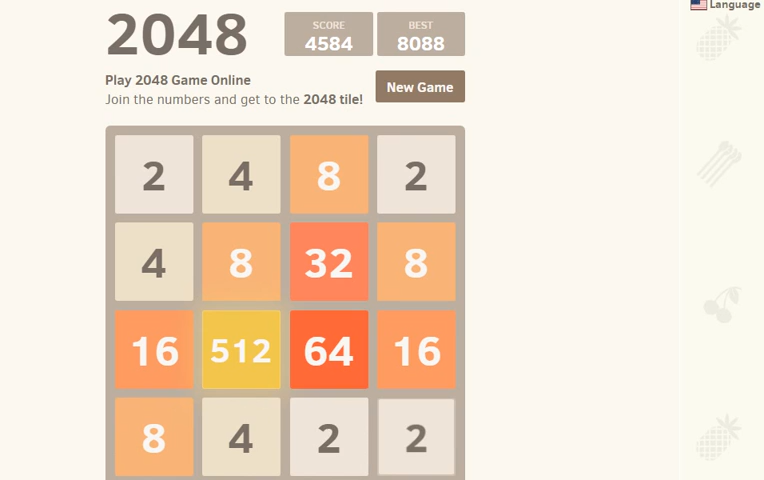 Language
2048
SCORE
4584
BEST
8088
Play 2048 Game Online
Join the numbers and get to the 2048 tile!
New Game
2 4 8 2
4 8 32 8
16 512 64 16
8 4 2 2